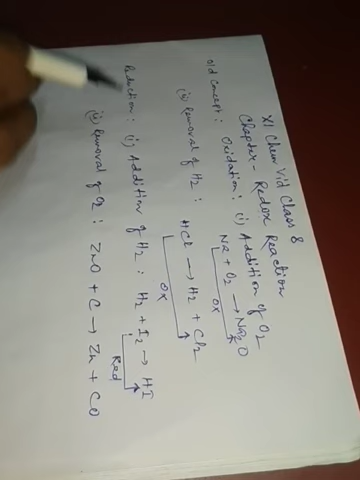 XI Chem Vid Class 8
Chapter - Redox Reaction
Old Concept : Oxidation : (i) Addition of O2
Na + O2 → Na2O
Ox
(ii) Removal of H2 : HCl → H2 + Cl2
Ox
Reduction : (i) Addition of H2 : H2 + I2 → HI
Red
(ii) Removal of O2 : ZnO + C → Zn + CO